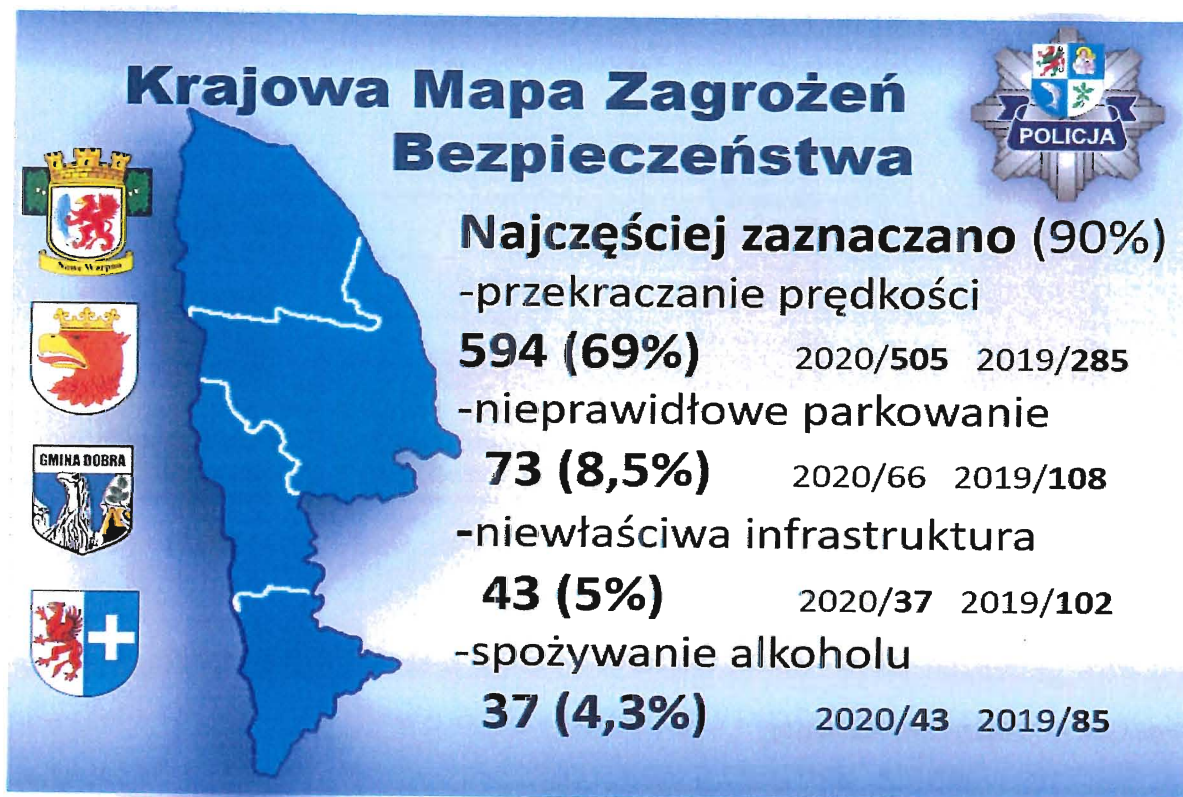 Krajowa Mapa Zagrożeń
Bezpieczeństwa
POLICJA
Nowe Warpno
GMINA DOBRA
Najczęściej zaznaczano (90%)
-przekraczanie prędkości
594 (69%) 2020/505 2019/285
-nieprawidłowe parkowanie
73 (8,5%) 2020/66 2019/108
-niewłaściwa infrastruktura
43 (5%) 2020/37 2019/102
-spożywanie alkoholu
37 (4,3%) 2020/43 2019/85